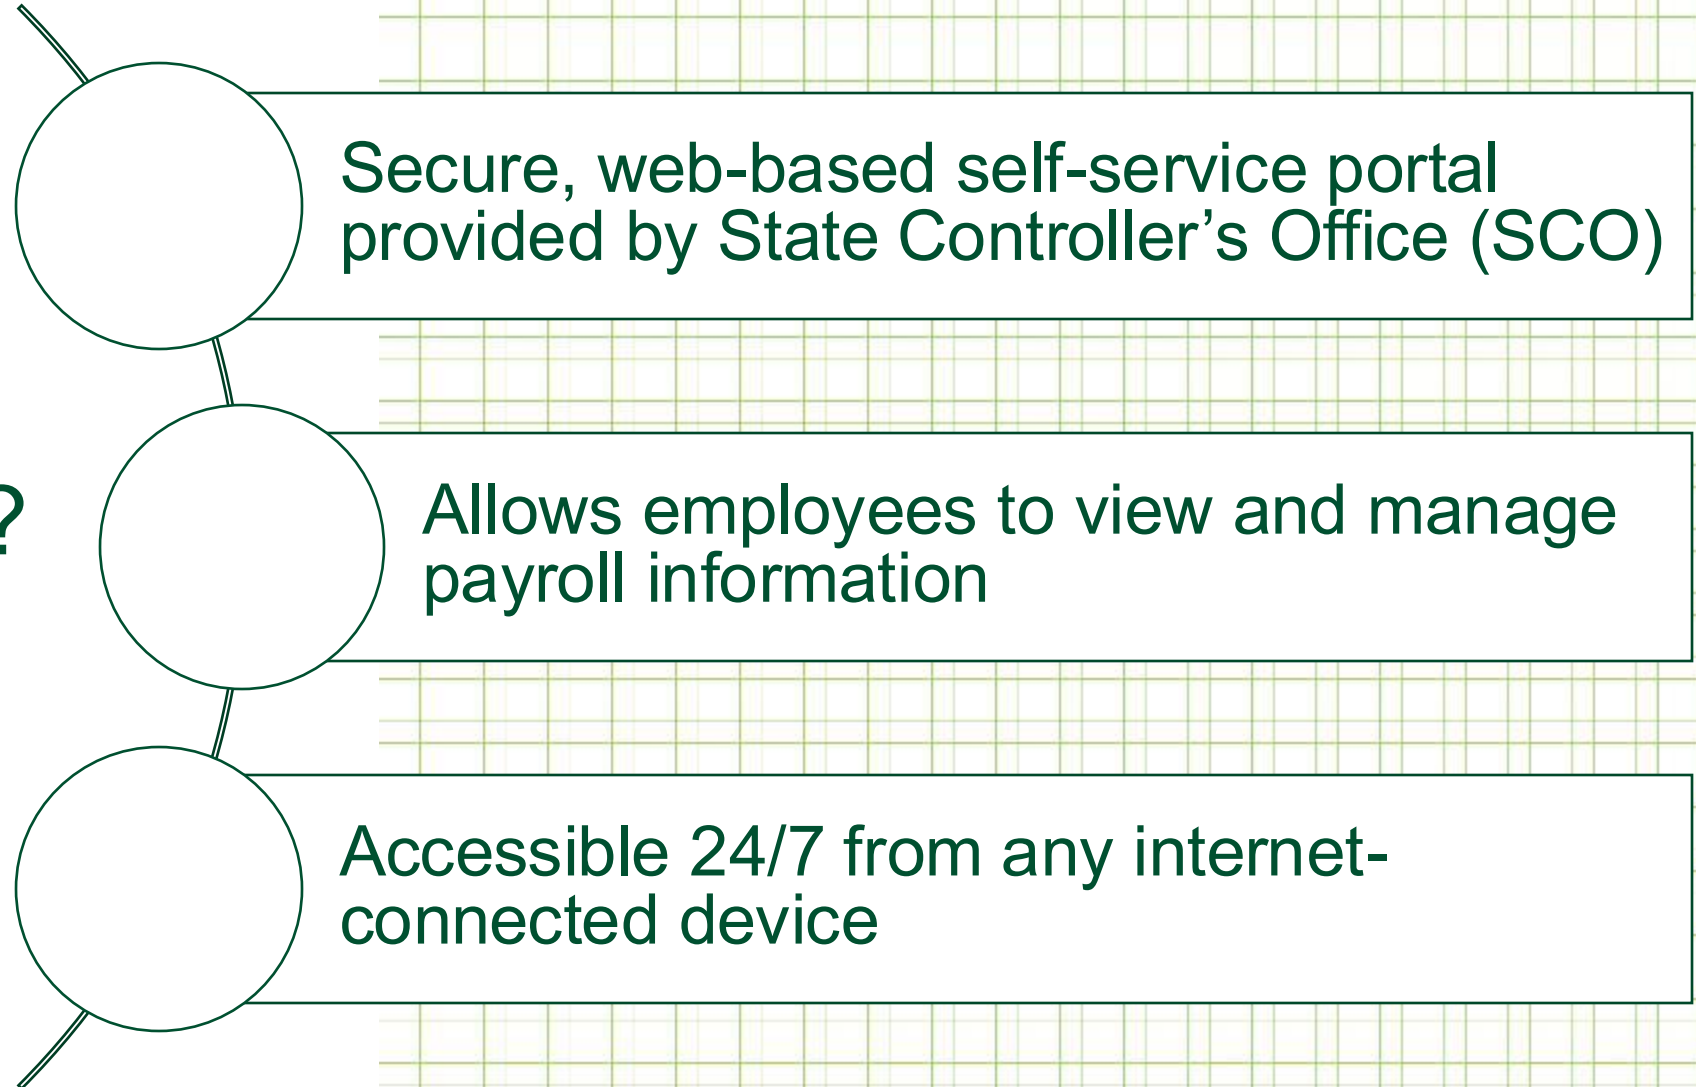 Secure, web-based self-service portal
provided by State Controller’s Office (SCO)
?
Allows employees to view and manage
payroll information
Accessible 24/7 from any internet-
connected device